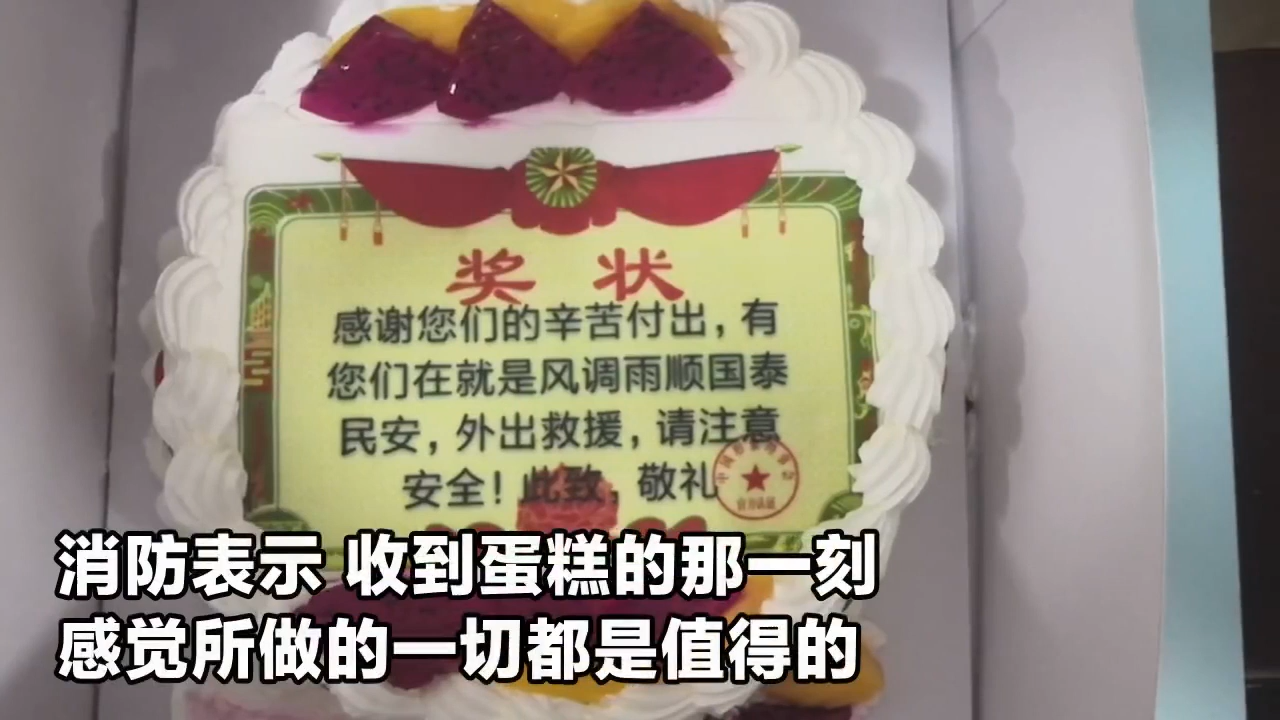 奖状
感谢您们的辛苦付出，有
您们在就是风调雨顺国泰
民安，外出救援，请注意
安全！此致，敬礼
消防表示 收到蛋糕的那一刻
感觉所做的一切都是值得的